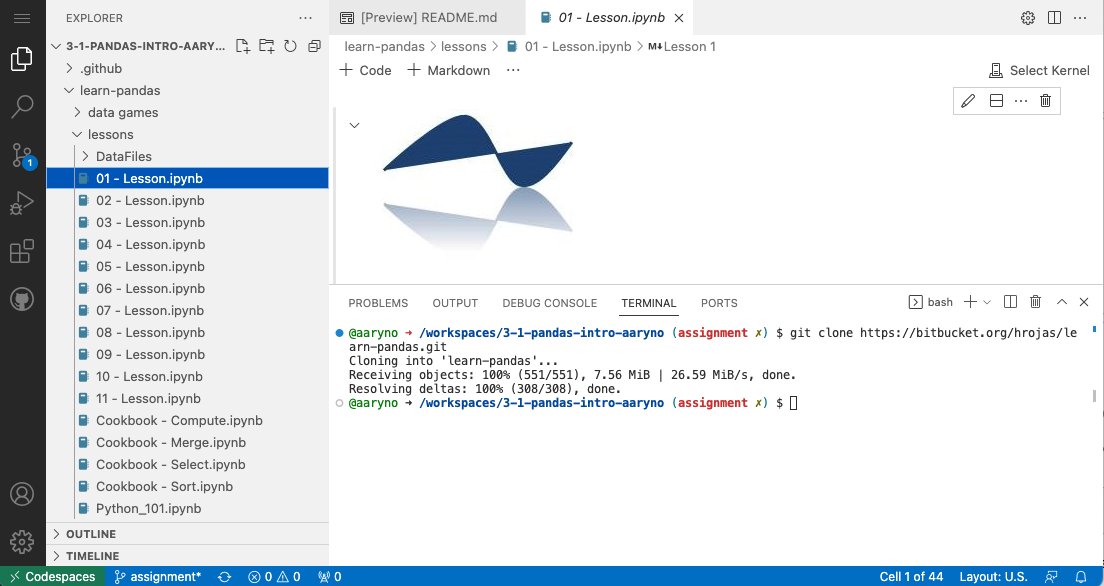 EXPLORER
[Preview] README.md
01 - Lesson.ipynb
3-1-PANDAS-INTRO-AARY...
.github
learn-pandas
data games
lessons
DataFiles
01 - Lesson.ipynb
02 - Lesson.ipynb
03 - Lesson.ipynb
04 - Lesson.ipynb
05 - Lesson.ipynb
06 - Lesson.ipynb
07 - Lesson.ipynb
08 - Lesson.ipynb
09 - Lesson.ipynb
10 - Lesson.ipynb
11 - Lesson.ipynb
Cookbook - Compute.ipynb
Cookbook - Merge.ipynb
Cookbook - Select.ipynb
Cookbook - Sort.ipynb
Python_101.ipynb
OUTLINE
TIMELINE
1
learn-pandas > lessons > 01 - Lesson.ipynb > M↓Lesson 1
+ Code + Markdown ...
Select Kernel
PROBLEMS OUTPUT DEBUG CONSOLE TERMINAL PORTS
bash
@aaryno → /workspaces/3-1-pandas-intro-aaryno (assignment ✗) $ git clone https://bitbucket.org/hrojas/le
arn-pandas.git
Cloning into 'learn-pandas'...
Receiving objects: 100% (551/551), 7.56 MiB | 26.59 MiB/s, done.
Resolving deltas: 100% (308/308), done.
@aaryno → /workspaces/3-1-pandas-intro-aaryno (assignment ✗) $
Codespaces assignment* 0 0 0 Cell 1 of 44 Layout: U.S.